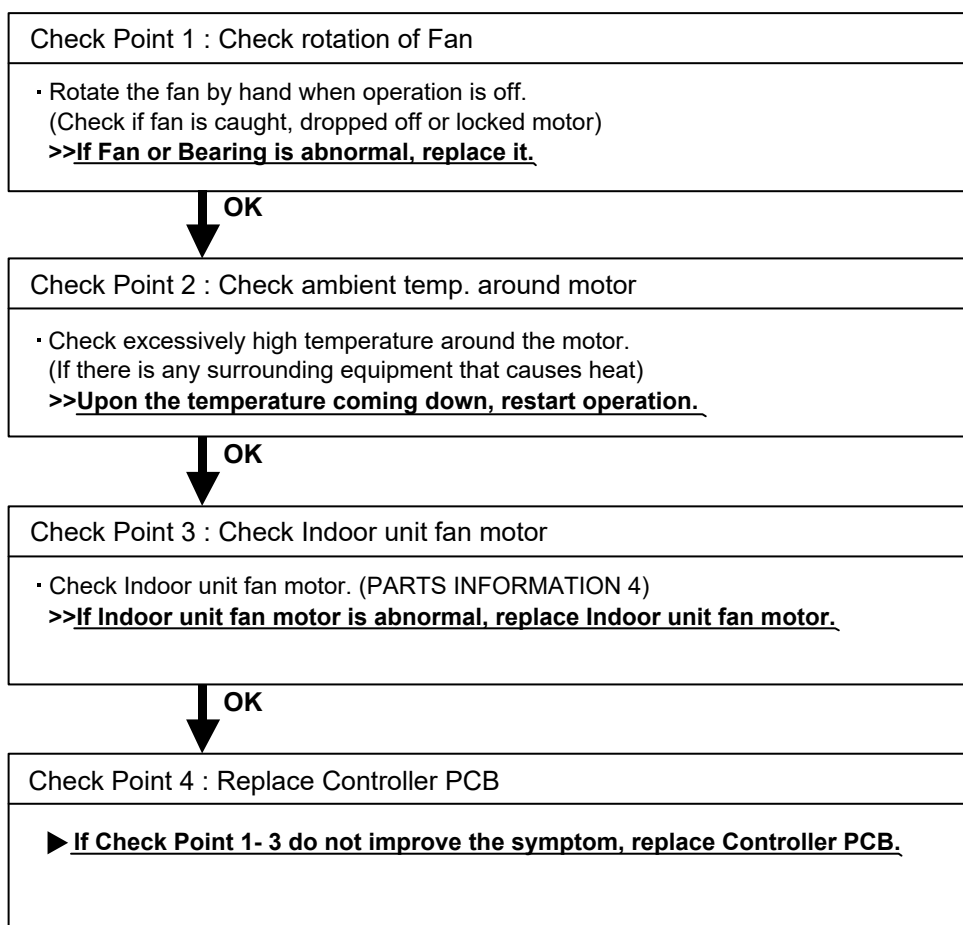 Check Point 1 : Check rotation of Fan
· Rotate the fan by hand when operation is off.
(Check if fan is caught, dropped off or locked motor)
>>If Fan or Bearing is abnormal, replace it.
OK
Check Point 2 : Check ambient temp. around motor
· Check excessively high temperature around the motor.
(If there is any surrounding equipment that causes heat)
>>Upon the temperature coming down, restart operation.
OK
Check Point 3 : Check Indoor unit fan motor
· Check Indoor unit fan motor. (PARTS INFORMATION 4)
>>If Indoor unit fan motor is abnormal, replace Indoor unit fan motor.
OK
Check Point 4 : Replace Controller PCB
▶ If Check Point 1- 3 do not improve the symptom, replace Controller PCB.